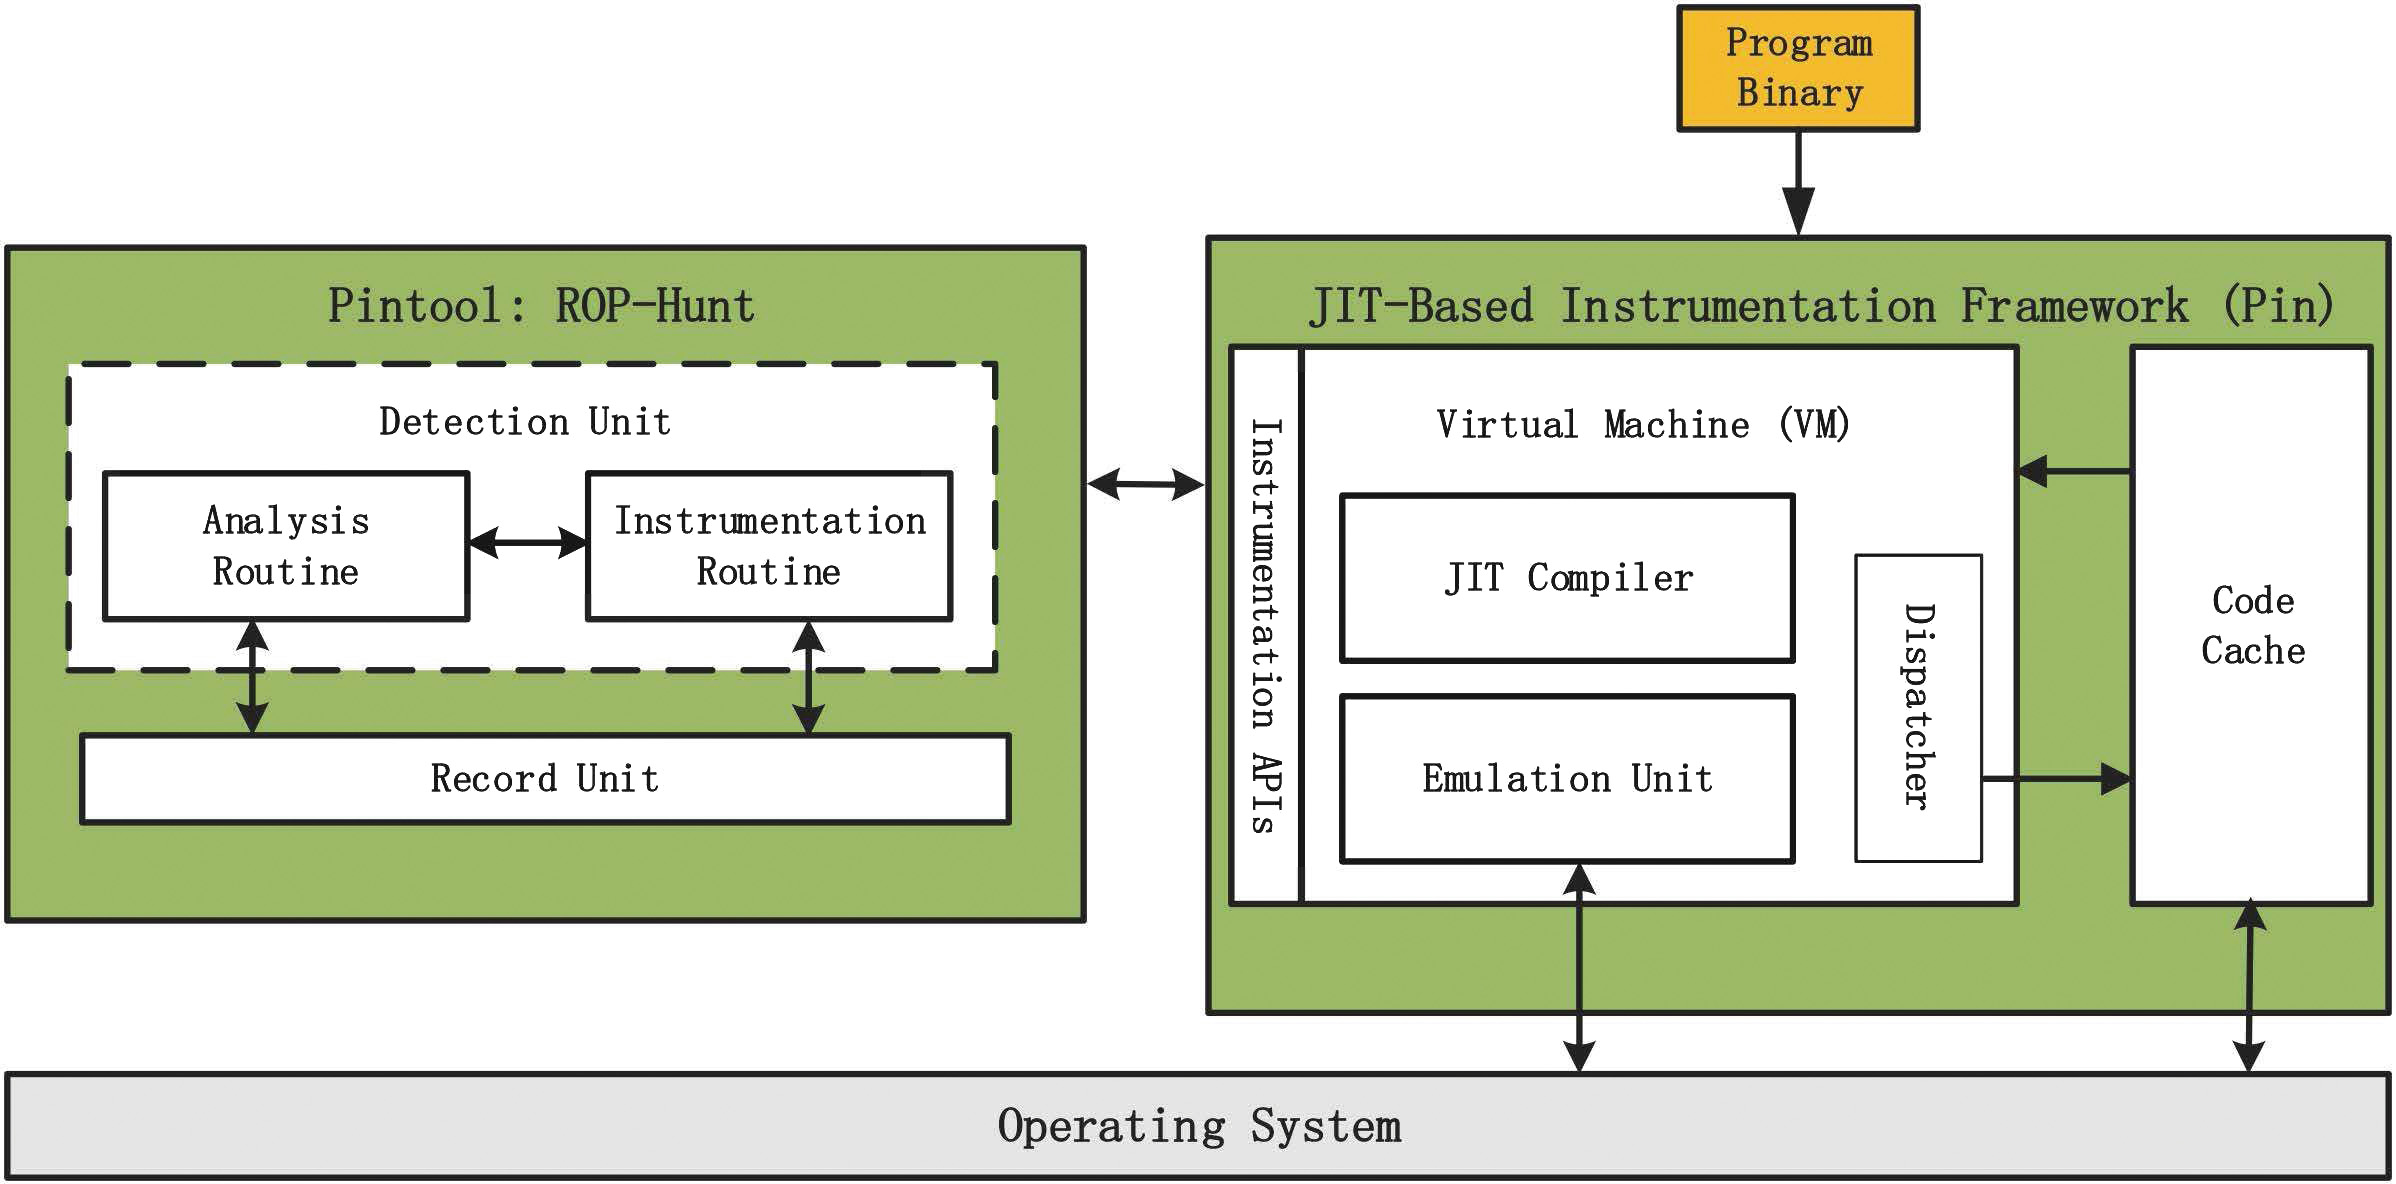 Program
Binary
Pintool: ROP-Hunt
Detection Unit
Analysis
Routine
Instrumentation
Routine
Record Unit
JIT-Based Instrumentation Framework (Pin)
Instrumentation APIs
Virtual Machine (VM)
JIT Compiler
Emulation Unit
Dispatcher
Code
Cache
Operating System